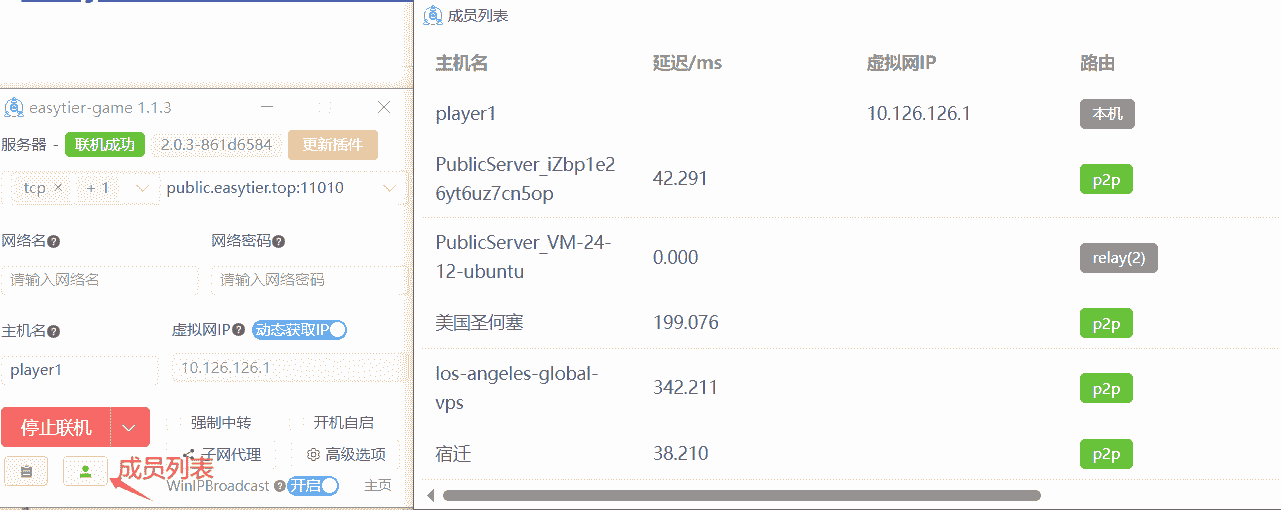 easytier-game 1.1.3
服务器 - 联机成功 2.0.3-861d6584 更新插件
tcp × + 1 public.easytier.top:11010
网络名 网络密码
请输入网络名 请输入网络密码
主机名 虚拟网IP 动态获取IP
player1 10.126.126.1
停止联机 强制中转 开机自启
子网代理 高级选项
成员列表
WinIPBroadcast 开启 主页
成员列表
主机名 延迟/ms 虚拟网IP 路由
player1 10.126.126.1 本机
PublicServer_iZbp1e2
6yt6uz7cn5op 42.291 p2p
PublicServer_VM-24-
12-ubuntu 0.000 relay(2)
美国圣何塞 199.076 p2p
los-angeles-global-
vps 342.211 p2p
宿迁 38.210 p2p